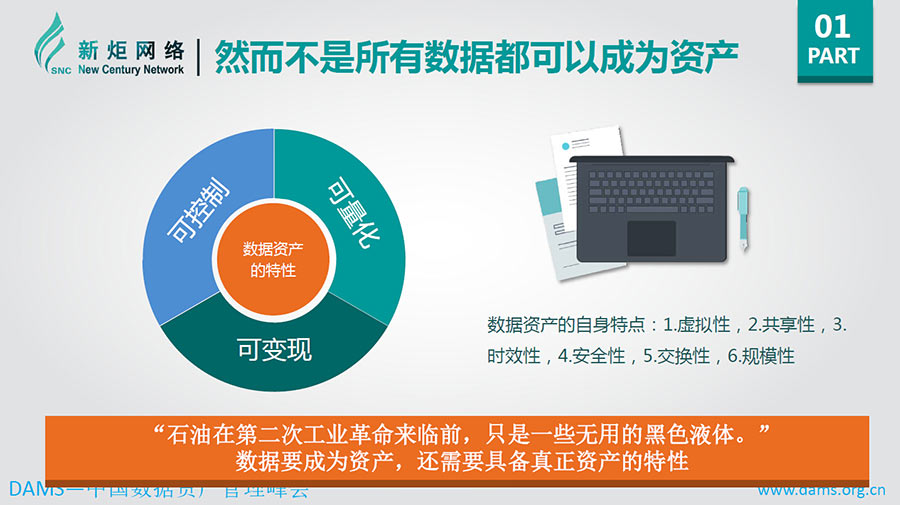 新炬网络
SNC New Century Network
然而不是所有数据都可以成为资产
01
PART
可控制
可量化
数据资产
的特性
可变现
数据资产的自身特点：1.虚拟性，2.共享性，3.
时效性，4.安全性，5.交换性，6.规模性
“石油在第二次工业革命来临前，只是一些无用的黑色液体。”
数据要成为资产，还需要具备真正资产的特性
DAMS—中国数据资产管理峰会
www.dams.org.cn